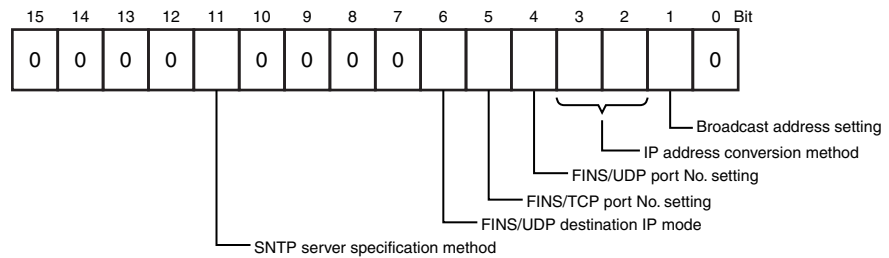 15 14 13 12 11 10 9 8 7 6 5 4 3 2 1 0 Bit
0 0 0 0 0 0 0 0 0
Broadcast address setting
IP address conversion method
FINS/UDP port No. setting
FINS/TCP port No. setting
FINS/UDP destination IP mode
SNTP server specification method